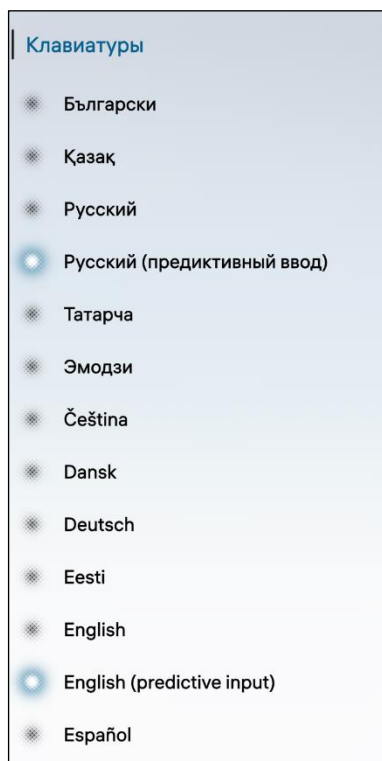 Клавиатуры
Български
Қазақ
Русский
Русский (предиктивный ввод)
Татарча
Эмодзи
Čeština
Dansk
Deutsch
Eesti
English
English (predictive input)
Español